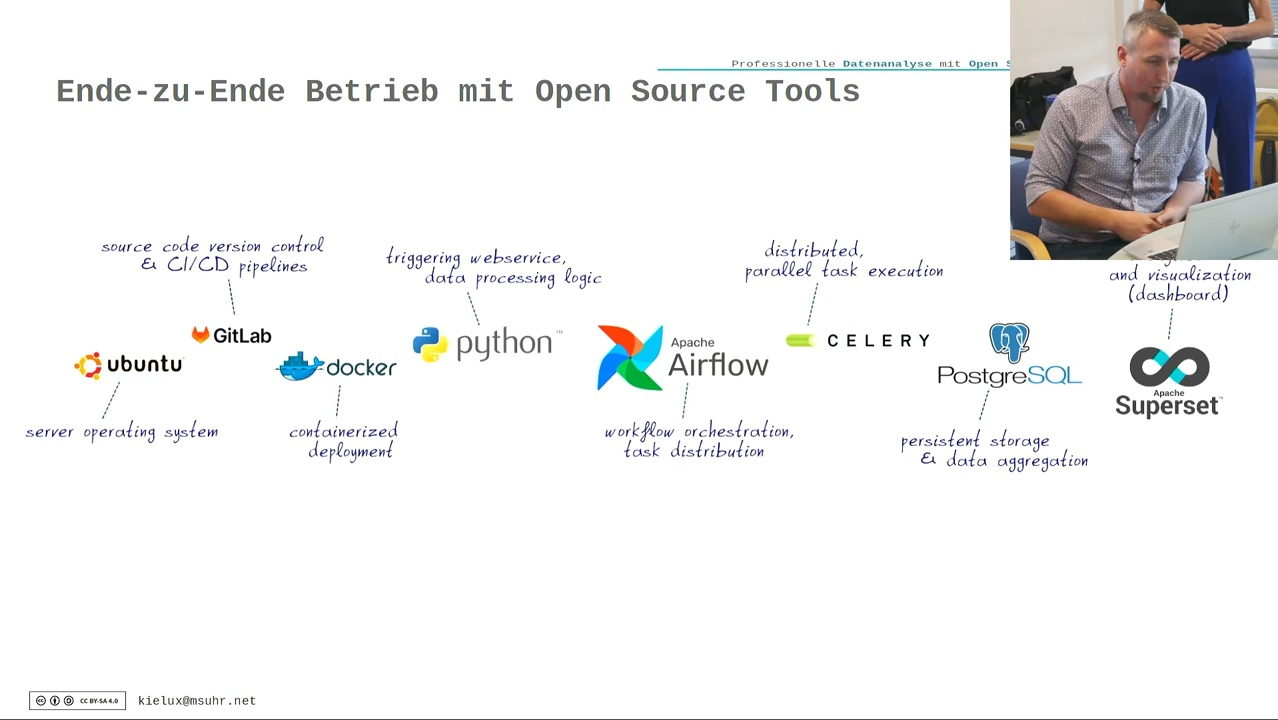 Professionelle Datenanalyse mit Open
Ende-zu-Ende Betrieb mit Open Source Tools
source code version control
& CI/CD pipelines
triggering webservice,
data processing logic
distributed,
parallel task execution
and visualization
(dashboard)
GitLab
ubuntu
docker
python™
Apache
Airflow
CELERY
PostgreSQL
Apache
Superset™
server operating system
containerized
deployment
workflow orchestration,
task distribution
persistent storage
& data aggregation
CC BY-SA 4.0
kielux@msuhr.net